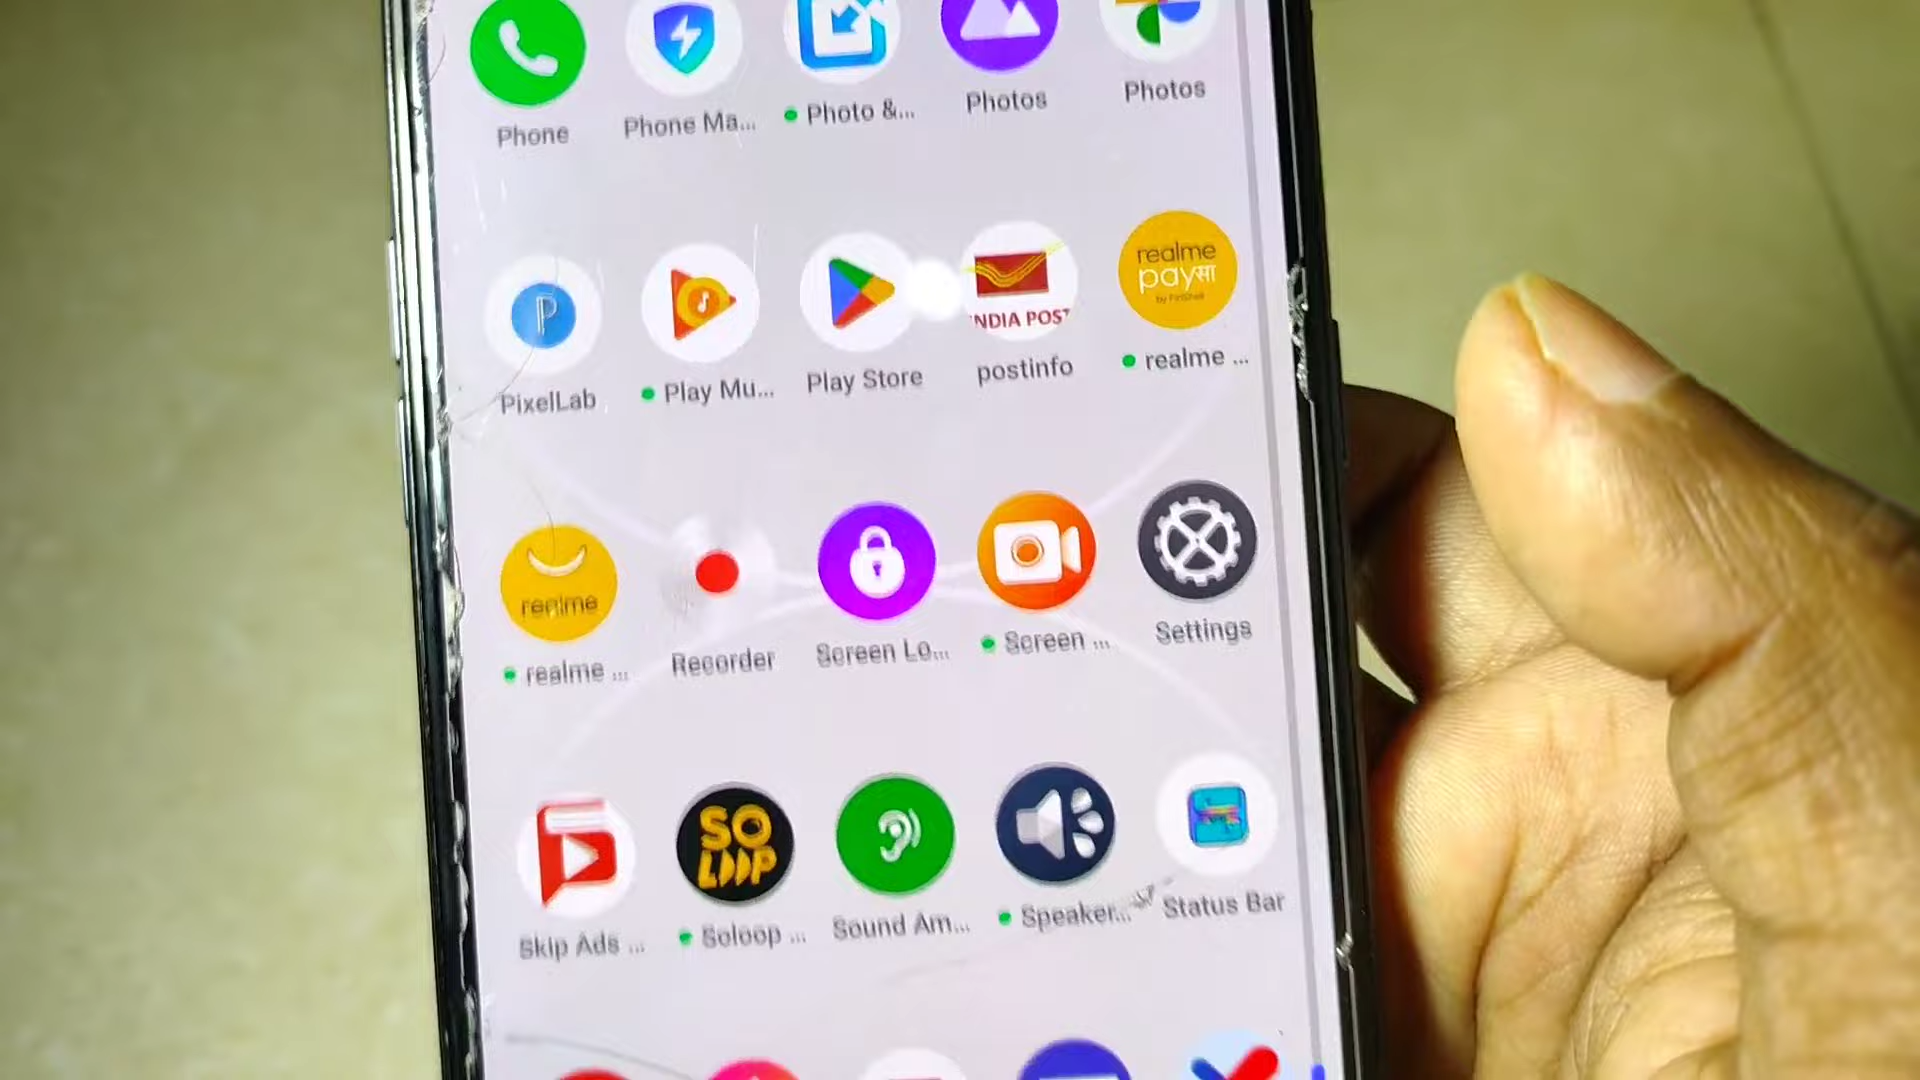 Phone
Phone Ma...
Photo &...
Photos
Photos
P
INDIA POST
realme
paysa
PixelLab
Play Mu...
Play Store
postinfo
realme ...
realme
realme ...
Recorder
Screen Lo...
Screen ...
Settings
SO
LOOP
Skip Ads ...
Soloop ...
Sound Am...
Speaker...
Status Bar